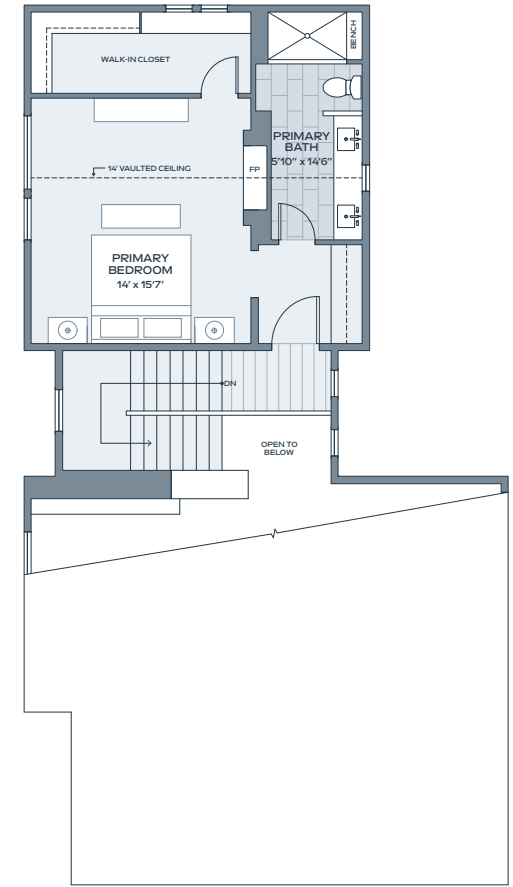 BENCH
WALK-IN CLOSET
PRIMARY
BATH
5'10" x 14'6"
14' VAULTED CEILING
FP
PRIMARY
BEDROOM
14' x 15'7'
DN
OPEN TO
BELOW